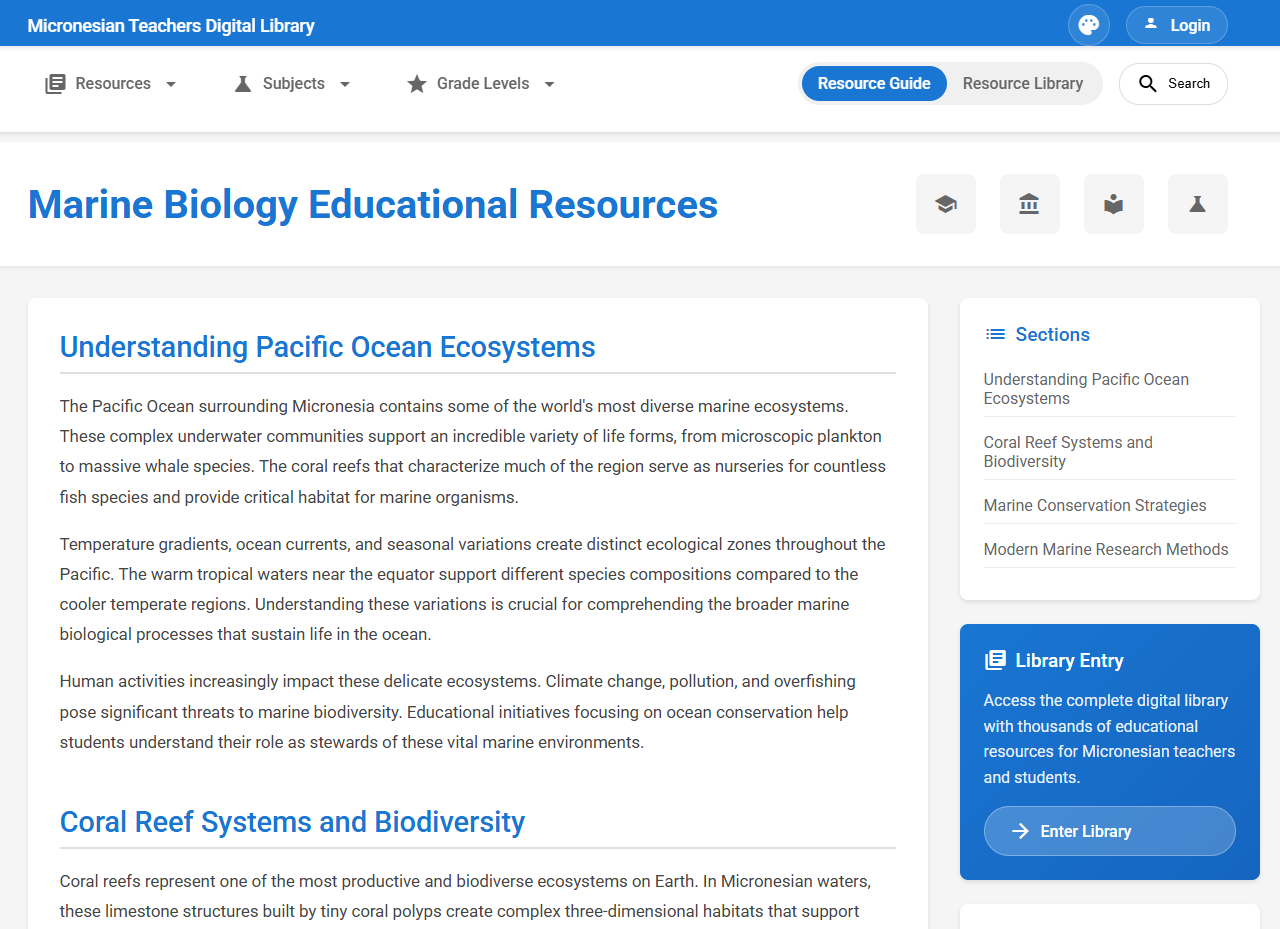 Micronesian Teachers Digital Library
Login
Resources
Subjects
Grade Levels
Resource Guide
Resource Library
Search
Marine Biology Educational Resources
Understanding Pacific Ocean Ecosystems
The Pacific Ocean surrounding Micronesia contains some of the world's most diverse marine ecosystems.
These complex underwater communities support an incredible variety of life forms, from microscopic plankton
to massive whale species. The coral reefs that characterize much of the region serve as nurseries for countless
fish species and provide critical habitat for marine organisms.
Temperature gradients, ocean currents, and seasonal variations create distinct ecological zones throughout the
Pacific. The warm tropical waters near the equator support different species compositions compared to the
cooler temperate regions. Understanding these variations is crucial for comprehending the broader marine
biological processes that sustain life in the ocean.
Human activities increasingly impact these delicate ecosystems. Climate change, pollution, and overfishing
pose significant threats to marine biodiversity. Educational initiatives focusing on ocean conservation help
students understand their role as stewards of these vital marine environments.
Coral Reef Systems and Biodiversity
Coral reefs represent one of the most productive and biodiverse ecosystems on Earth. In Micronesian waters,
these limestone structures built by tiny coral polyps create complex three-dimensional habitats that support
Sections
Understanding Pacific Ocean
Ecosystems
Coral Reef Systems and
Biodiversity
Marine Conservation Strategies
Modern Marine Research Methods
Library Entry
Access the complete digital library
with thousands of educational
resources for Micronesian teachers
and students.
Enter Library